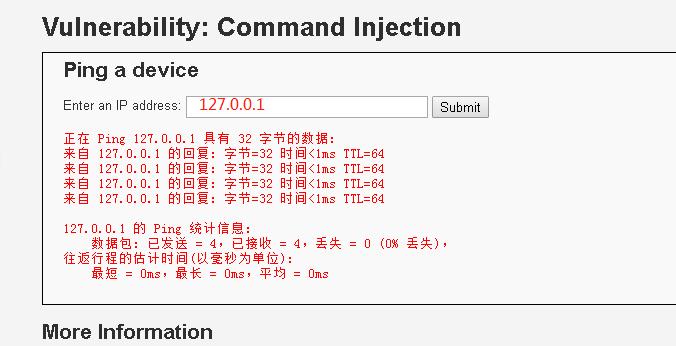 Vulnerability: Command Injection
Ping a device
Enter an IP address: 127.0.0.1 Submit
正在 Ping 127.0.0.1 具有 32 字节的数据:
来自 127.0.0.1 的回复: 字节=32 时间<1ms TTL=64
来自 127.0.0.1 的回复: 字节=32 时间<1ms TTL=64
来自 127.0.0.1 的回复: 字节=32 时间<1ms TTL=64
来自 127.0.0.1 的回复: 字节=32 时间<1ms TTL=64
127.0.0.1 的 Ping 统计信息:
数据包: 已发送 = 4，已接收 = 4，丢失 = 0 (0% 丢失)，
往返行程的估计时间(以毫秒为单位):
最短 = 0ms，最长 = 0ms，平均 = 0ms
More Information